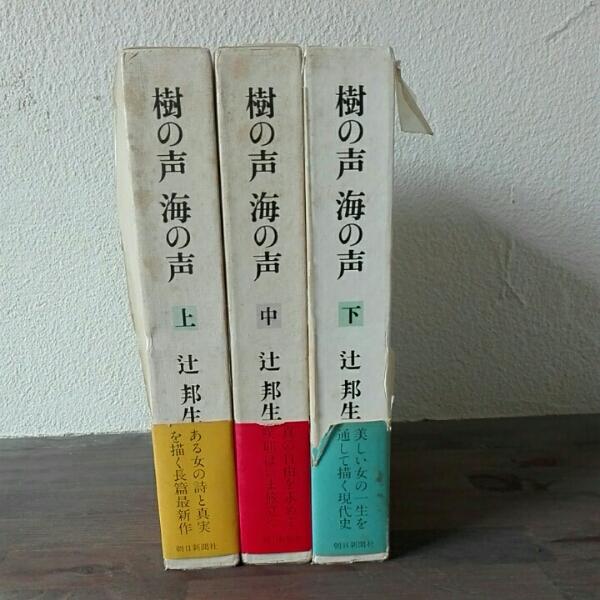 樹の声 海の声
上
辻 邦生
ある女の詩と真実
を描く長篇最新作
朝日新聞社
樹の声 海の声
中
辻 邦生
樹の声 海の声
下
辻 邦生
美しい女の一生を
通して描く現代史
朝日新聞社